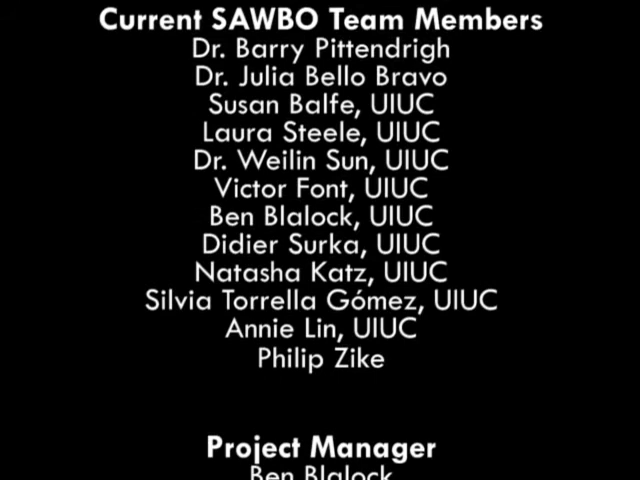 Current SAWBO Team Members
Dr. Barry Pittendrigh
Dr. Julia Bello Bravo
Susan Balfe, UIUC
Laura Steele, UIUC
Dr. Weilin Sun, UIUC
Victor Font, UIUC
Ben Blalock, UIUC
Didier Surka, UIUC
Natasha Katz, UIUC
Silvia Torrella Gómez, UIUC
Annie Lin, UIUC
Philip Zike
Project Manager
Ben Blalock